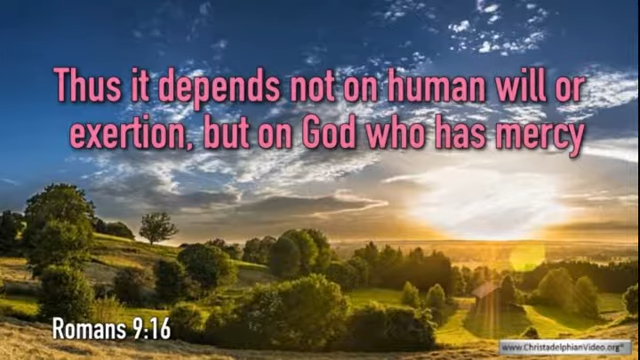 Thus it depends not on human will or
exertion, but on God who has mercy
Romans 9:16
www.ChristadelphianVideo.org®